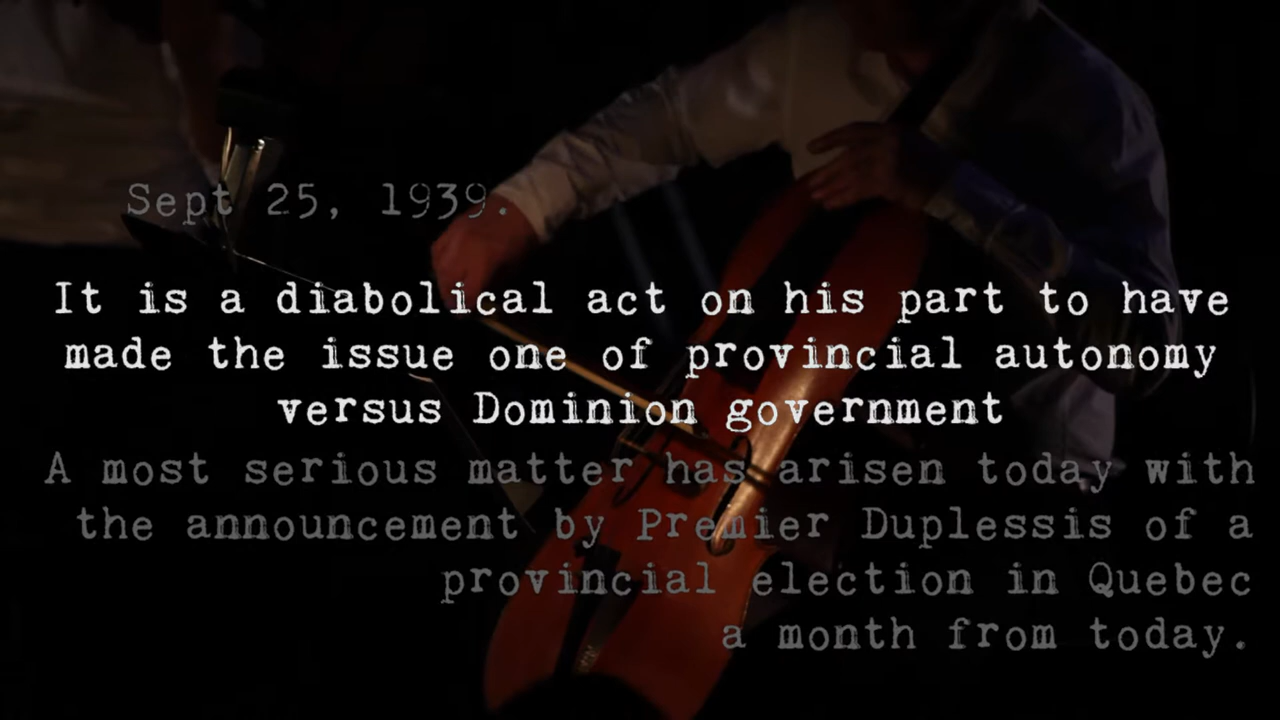 Sept 25, 1939.
It is a diabolical act on his part to have
made the issue one of provincial autonomy
versus Dominion government
A most serious matter has arisen today with
the announcement by Premier Duplessis of a
provincial election in Quebec
a month from today.